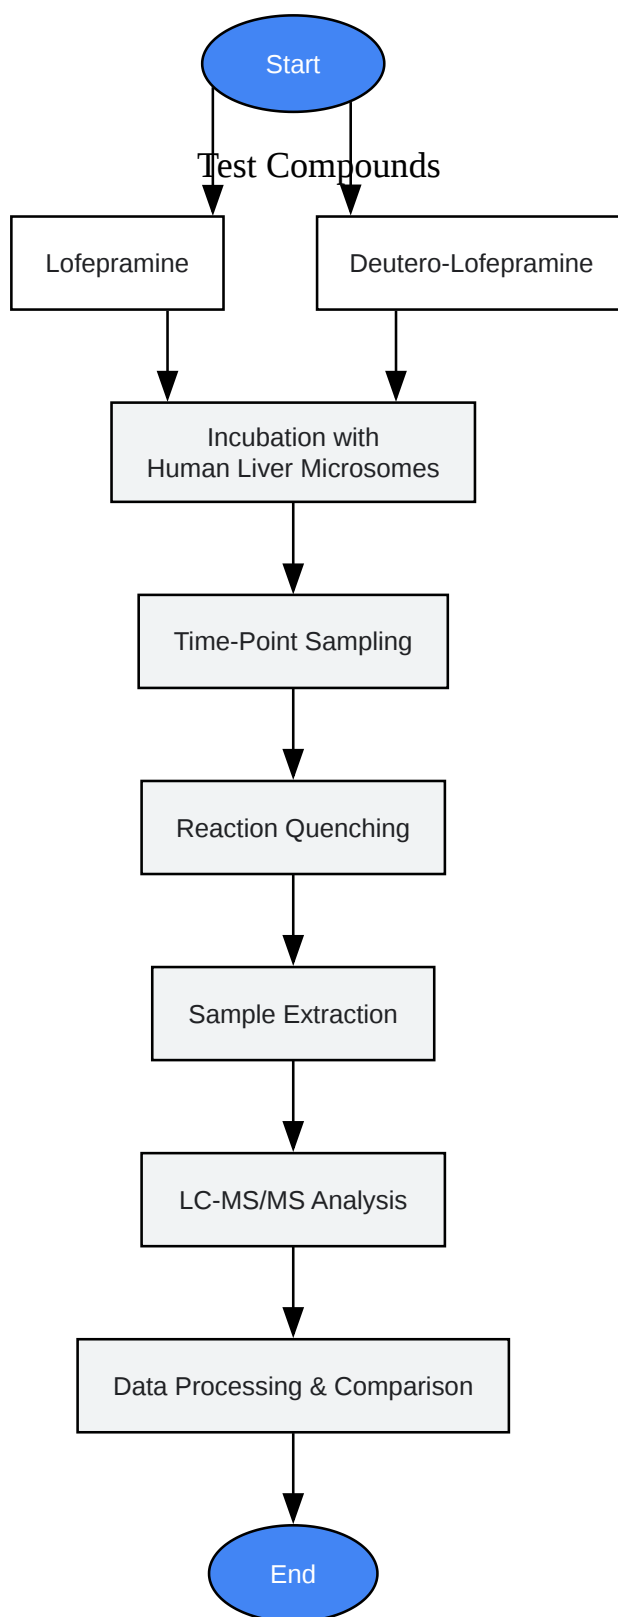 Start
Test Compounds
Lofepramine
Deutero-Lofepramine
Incubation with
Human Liver Microsomes
Time-Point Sampling
Reaction Quenching
Sample Extraction
LC-MS/MS Analysis
Data Processing & Comparison
End